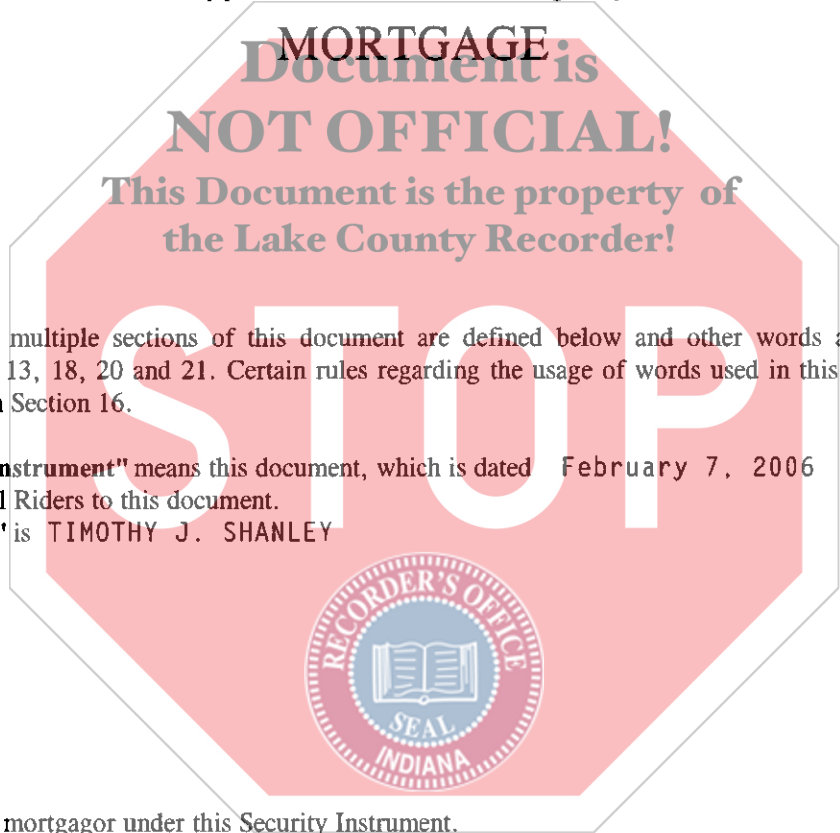 MORTGAGE
Document is
NOT OFFICIAL!
This Document is the property of
the Lake County Recorder!
STOP
multiple sections of this document are defined below and other words
13, 18, 20 and 21. Certain rules regarding the usage of words used in this
Section 16.
nstrument" means this document, which is dated February 7, 2006
Riders to this document.
" is TIMOTHY J. SHANLEY
RECORDER'S OFFICE
SEAL
INDIANA
mortgagor under this Security Instrument.